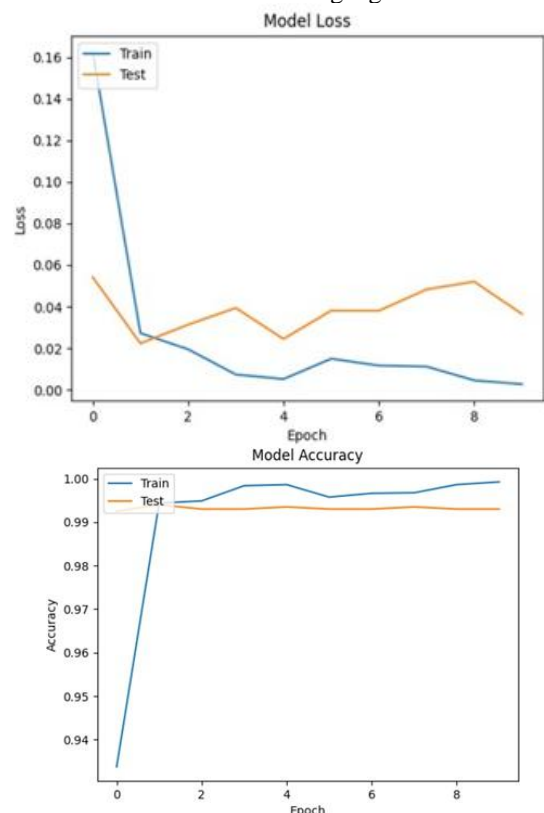 Model Loss
Train
Test
0.16
0.14
0.12
0.10
0.08
0.06
0.04
0.02
0.00
Loss
0 2 4 6 8
Epoch
Model Accuracy
Train
Test
1.00
0.99
0.98
0.97
0.96
0.95
0.94
Accuracy
0 2 4 6 8
Epoch